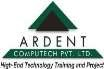 ARDENT
COMPUTECH PVT. LTD.
High-End Technology Training and Project